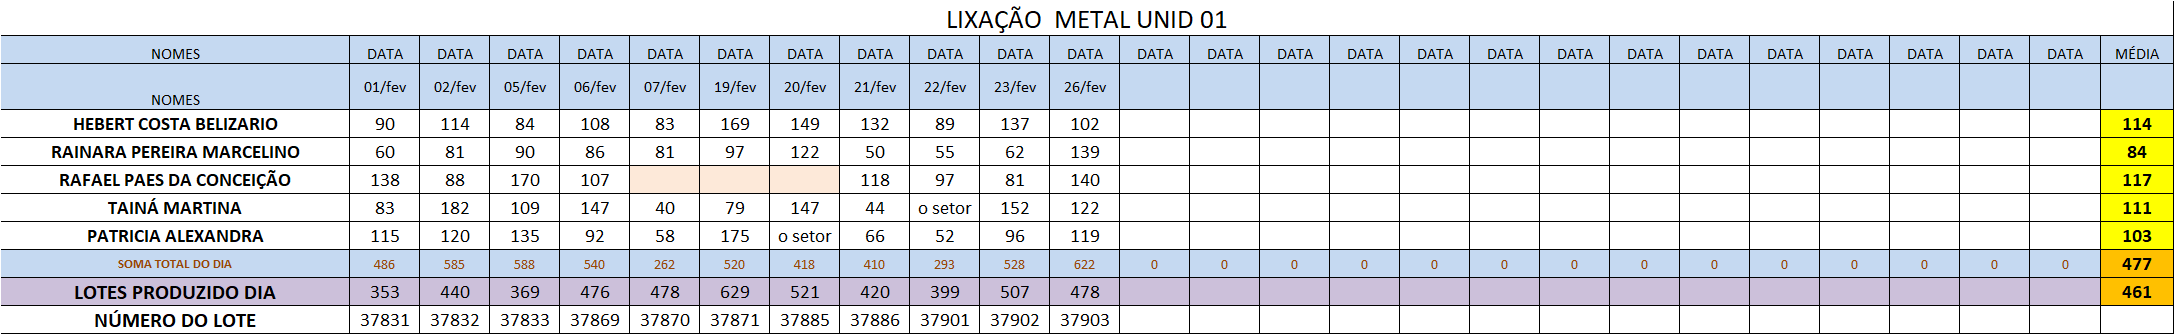 LIXAÇÃO  METAL UNID 01
NOMES DATA DATA DATA DATA DATA DATA DATA DATA DATA DATA DATA DATA DATA DATA DATA DATA DATA DATA DATA DATA DATA DATA DATA DATA DATA MÉDIA
NOMES 01/fev 02/fev 05/fev 06/fev 07/fev 19/fev 20/fev 21/fev 22/fev 23/fev 26/fev
HEBERT COSTA BELIZARIO 90 114 84 108 83 169 149 132 89 137 102 114
RAINARA PEREIRA MARCELINO 60 81 90 86 81 97 122 50 55 62 139 84
RAFAEL PAES DA CONCEIÇÃO 138 88 170 107 118 97 81 140 117
TAINÁ MARTINA 83 182 109 147 40 79 147 44 o setor 152 122 111
PATRICIA ALEXANDRA 115 120 135 92 58 175 o setor 66 52 96 119 103
SOMA TOTAL DO DIA 486 585 588 540 262 520 418 410 293 528 622 0 0 0 0 0 0 0 0 0 0 0 0 0 0 477
LOTES PRODUZIDO DIA 353 440 369 476 478 629 521 420 399 507 478 461
NÚMERO DO LOTE 37831 37832 37833 37869 37870 37871 37885 37886 37901 37902 37903